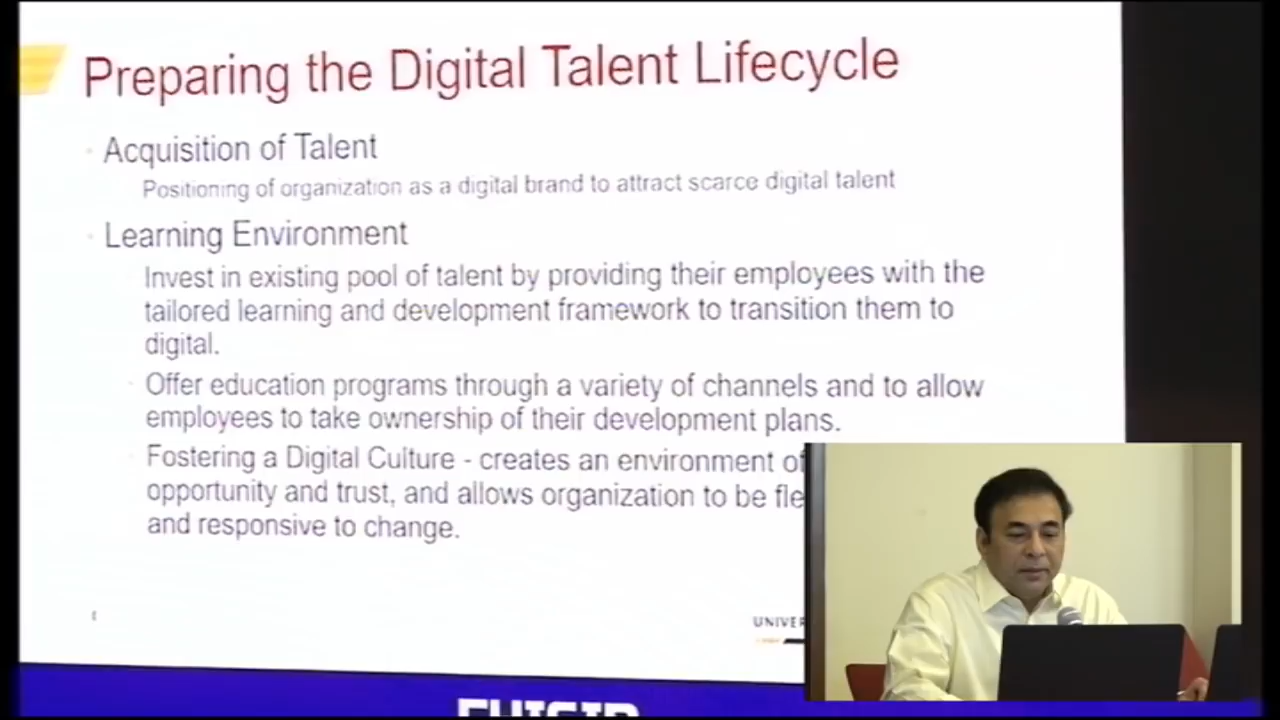 Preparing the Digital Talent Lifecycle
Acquisition of Talent
Positioning of organization as a digital brand to attract scarce digital talent
Learning Environment
Invest in existing pool of talent by providing their employees with the
tailored learning and development framework to transition them to
digital.
Offer education programs through a variety of channels and to allow
employees to take ownership of their development plans.
Fostering a Digital Culture - creates an environment of
opportunity and trust, and allows organization to be fle
and responsive to change.
UNIVER